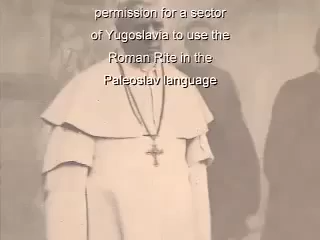 permission for a sector
of Yugoslavia to use the
Roman Rite in the
Paleoslav language